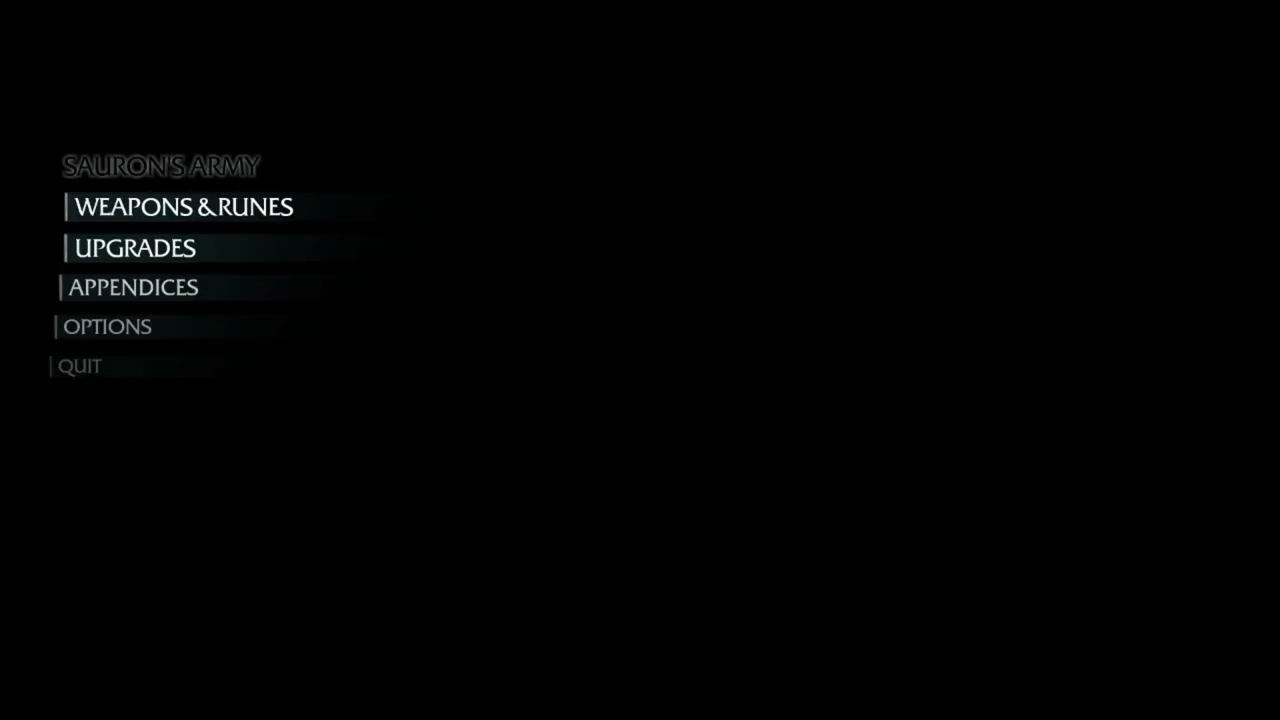 SAURON'S ARMY
WEAPONS & RUNES
UPGRADES
APPENDICES
OPTIONS
QUIT